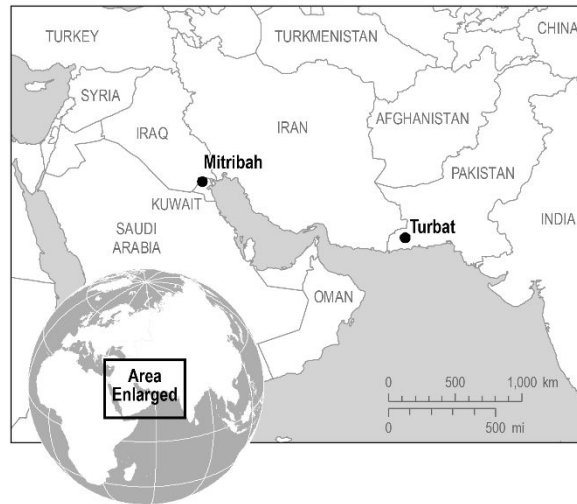 TURKEY
TURKMENISTAN
CHINA
SYRIA
IRAQ
IRAN
AFGHANISTAN
Mitribah
PAKISTAN
KUWAIT
SAUDI
ARABIA
Turbat
INDIA
OMAN
Area
Enlarged
0 500 1,000 km
0 500 mi